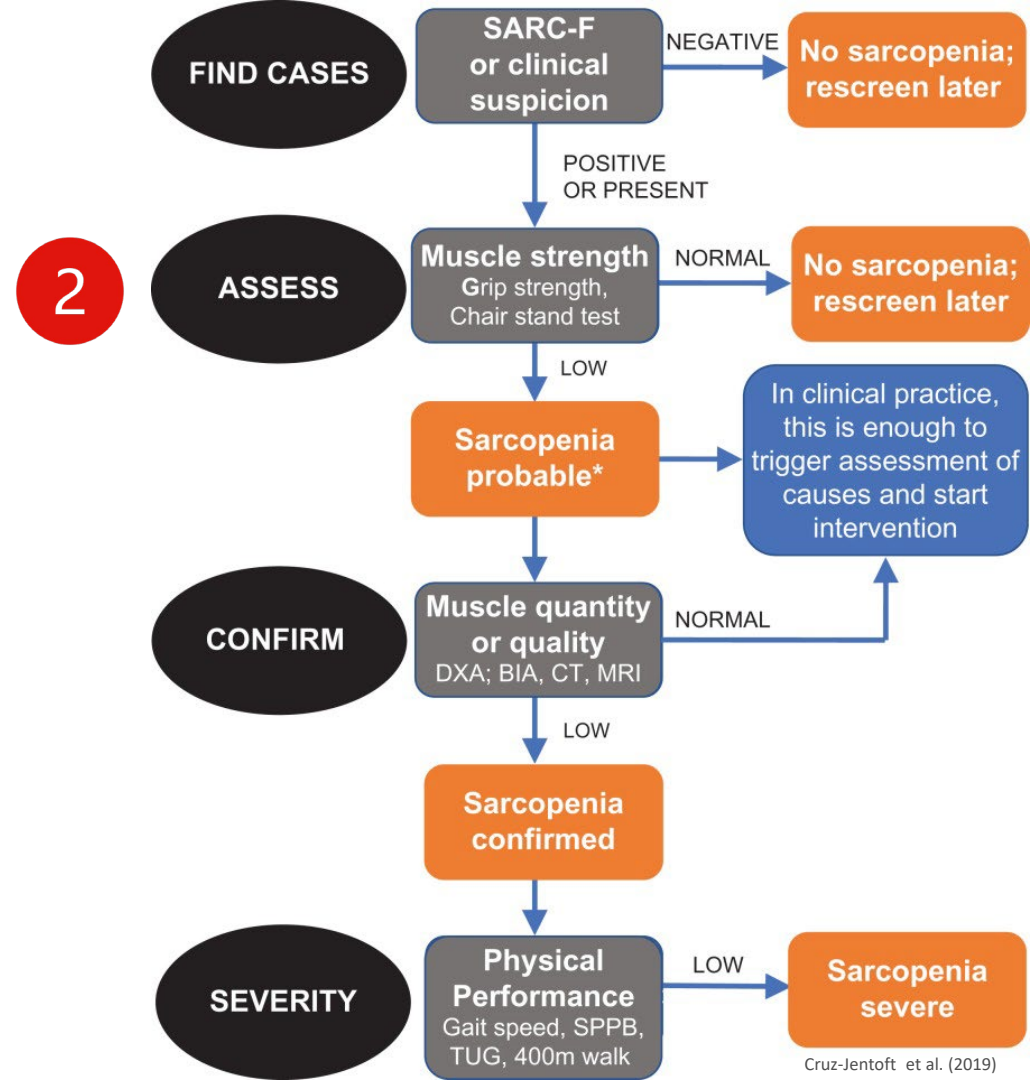 FIND CASES
SARC-F
or clinical
suspicion
NEGATIVE
No sarcopenia;
rescreen later
POSITIVE
OR PRESENT
2
ASSESS
Muscle strength
Grip strength,
Chair stand test
NORMAL
No sarcopenia;
rescreen later
LOW
Sarcopenia
probable*
In clinical practice,
this is enough to
trigger assessment of
causes and start
intervention
CONFIRM
Muscle quantity
or quality
DXA; BIA, CT, MRI
NORMAL
LOW
Sarcopenia
confirmed
SEVERITY
Physical
Performance
Gait speed, SPPB,
TUG, 400m walk
LOW
Sarcopenia
severe
Cruz-Jentoft et al. (2019)